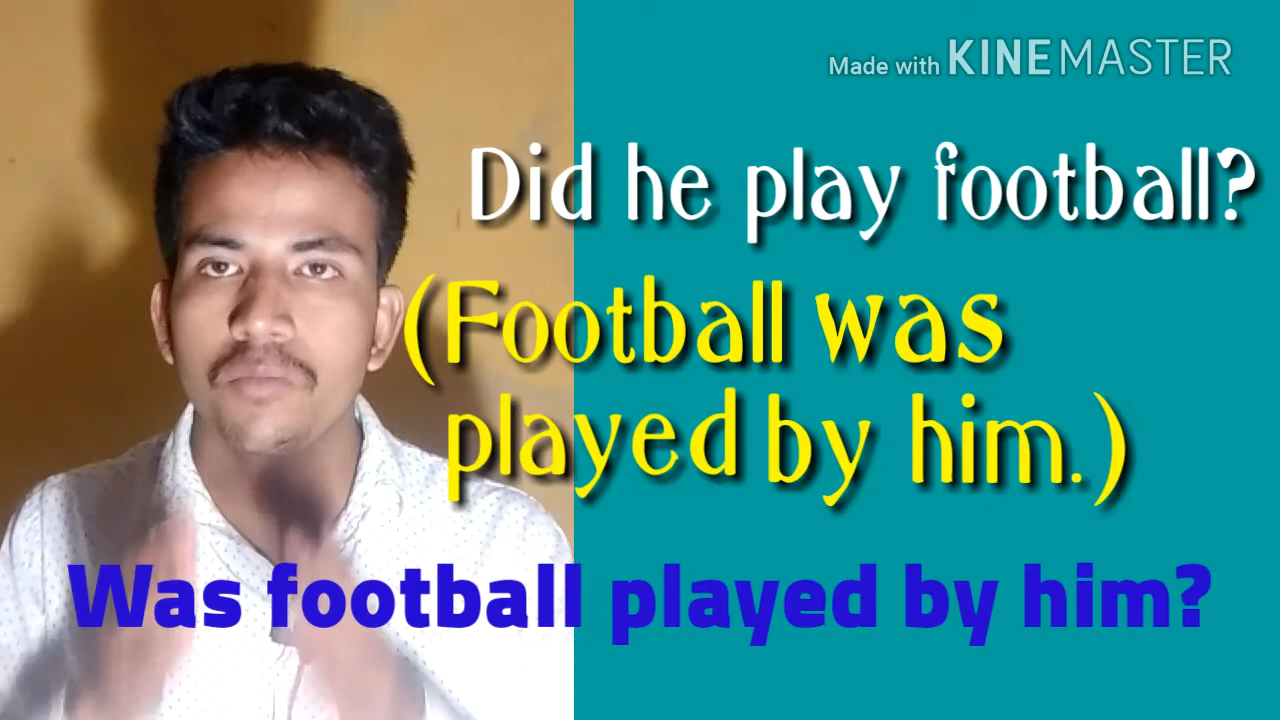 Made with KINEMASTER
Did he play football?
(Football was
played by him.)
Was football played by him?